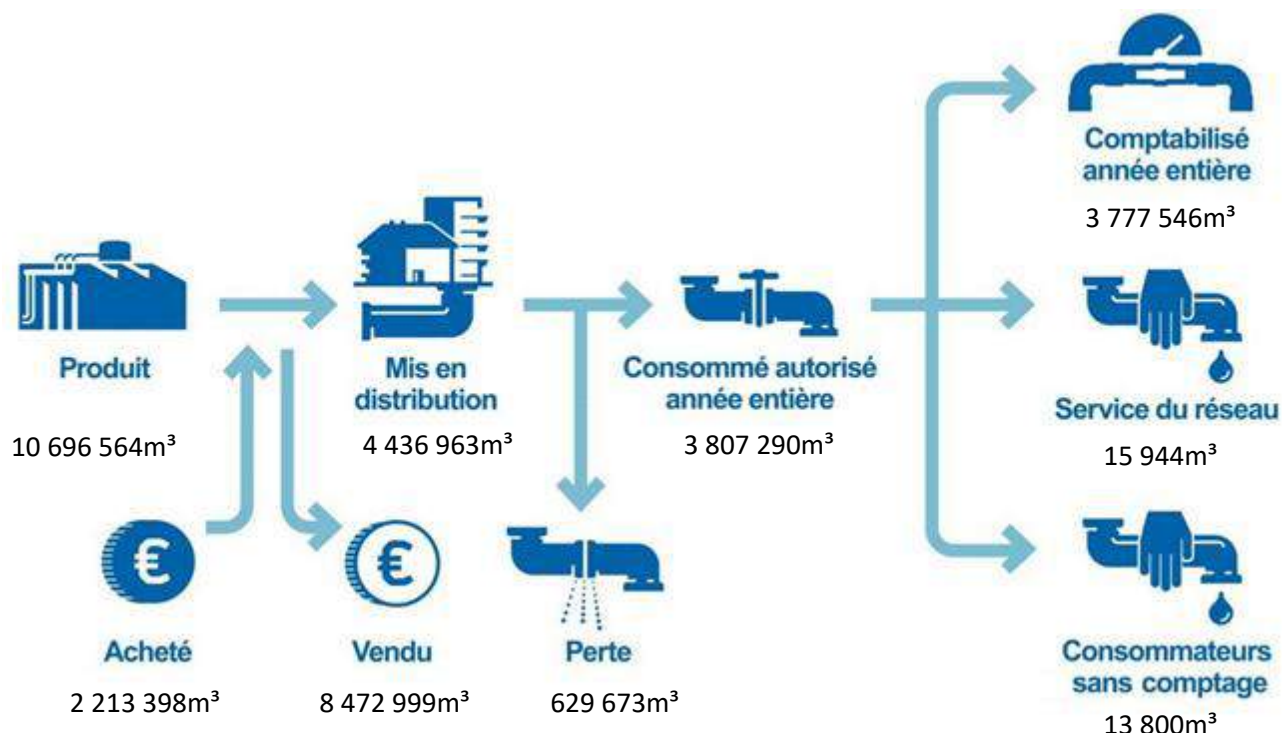 Comptabilisé
année entière
3 777 546m³
Produit
10 696 564m³
Mis en
distribution
4 436 963m³
Consommé autorisé
année entière
3 807 290m³
Service du réseau
15 944m³
€
Acheté
2 213 398m³
€
Vendu
8 472 999m³
Perte
629 673m³
Consommateurs
sans comptage
13 800m³